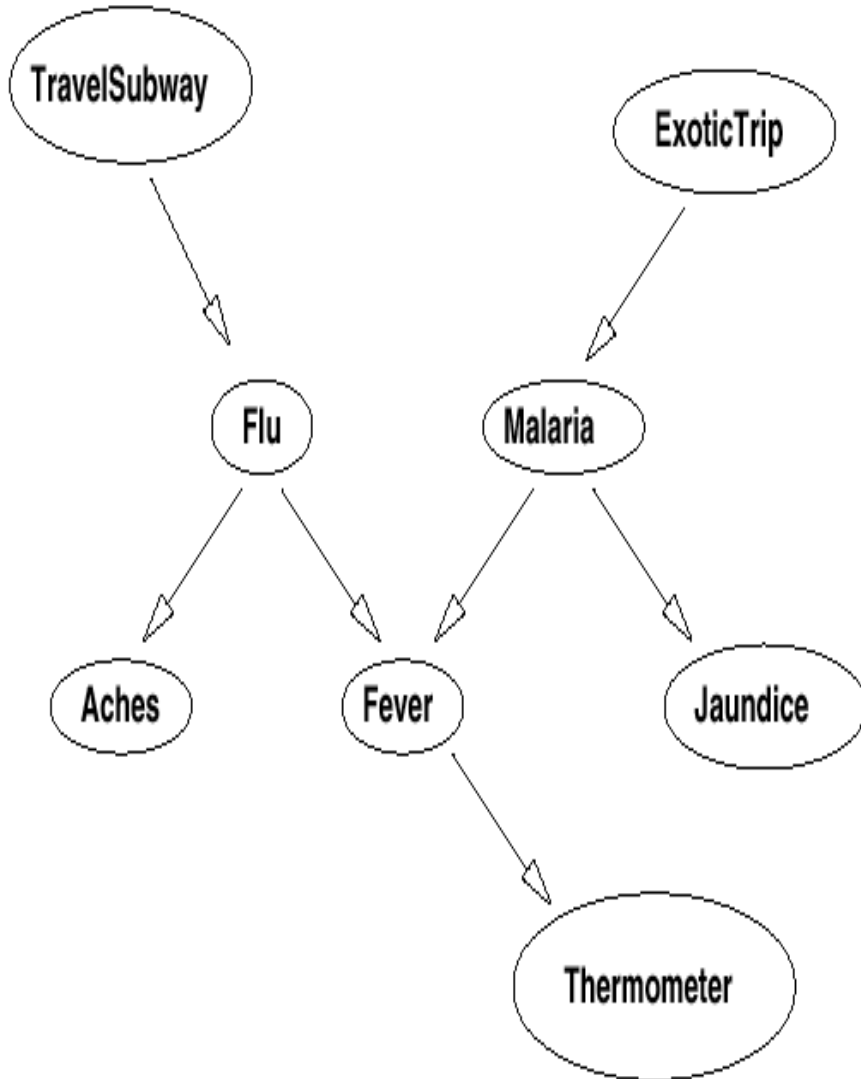 TravelSubway
ExoticTrip
Flu
Malaria
Aches
Fever
Jaundice
Thermometer